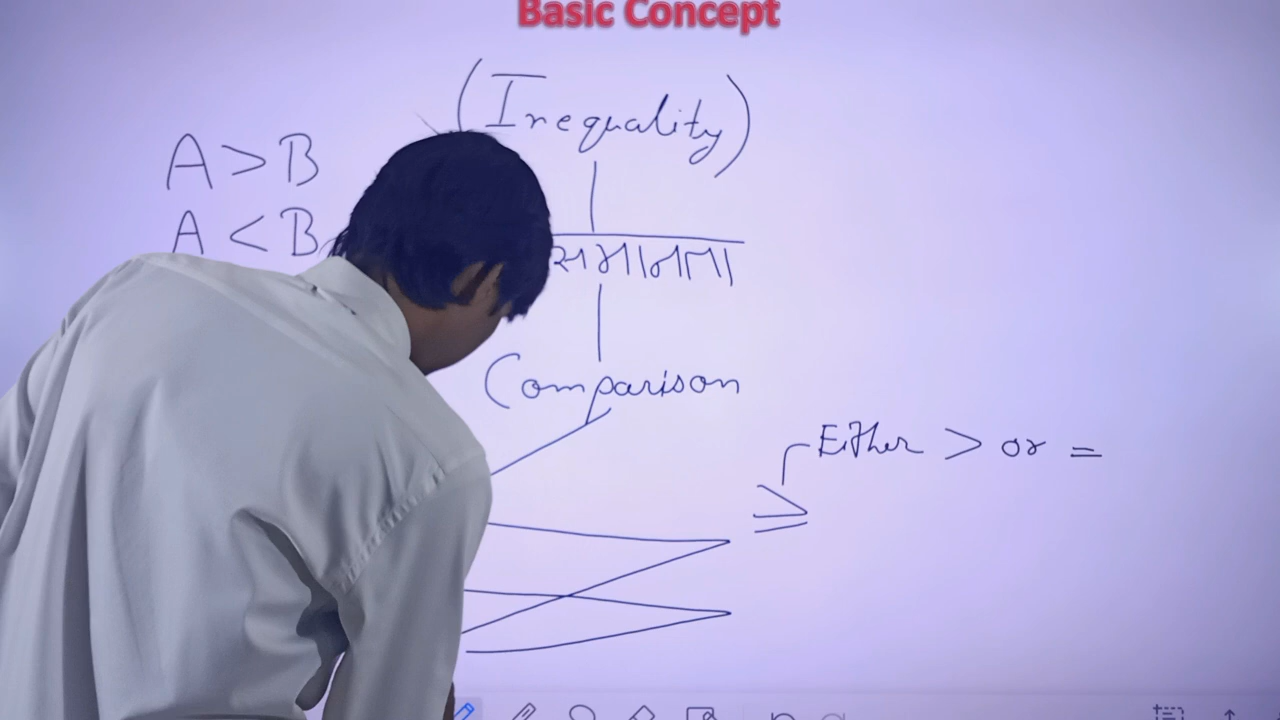 Basic Concept
(Inequality)
A > B
A < B
समानता
Comparison
Either > or =
≥